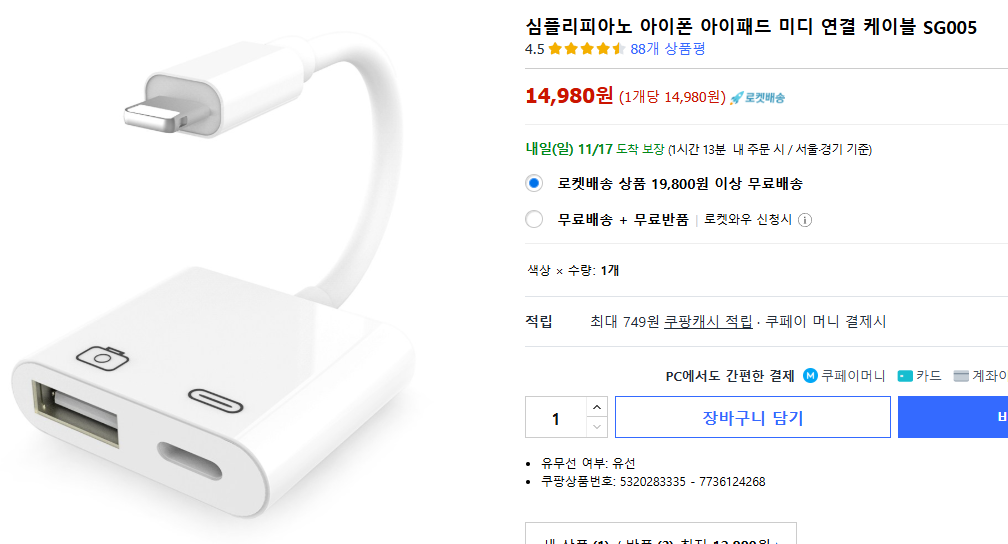 심플리피아노 아이폰 아이패드 미디 연결 케이블 SG005
4.5 88개 상품평
14,980원 (1개당 14,980원) 로켓배송
내일(일) 11/17 도착 보장 (1시간 13분 내 주문 시 / 서울⋅경기 기준)
로켓배송 상품 19,800원 이상 무료배송
무료배송 + 무료반품 | 로켓와우 신청시
색상 × 수량: 1개
적립 최대 749원 쿠팡캐시 적립 · 쿠페이 머니 결제시
PC에서도 간편한 결제 쿠페이머니 카드 계좌이
1 장바구니 담기
• 유무선 여부: 유선
• 쿠팡상품번호: 5320283335 - 7736124268